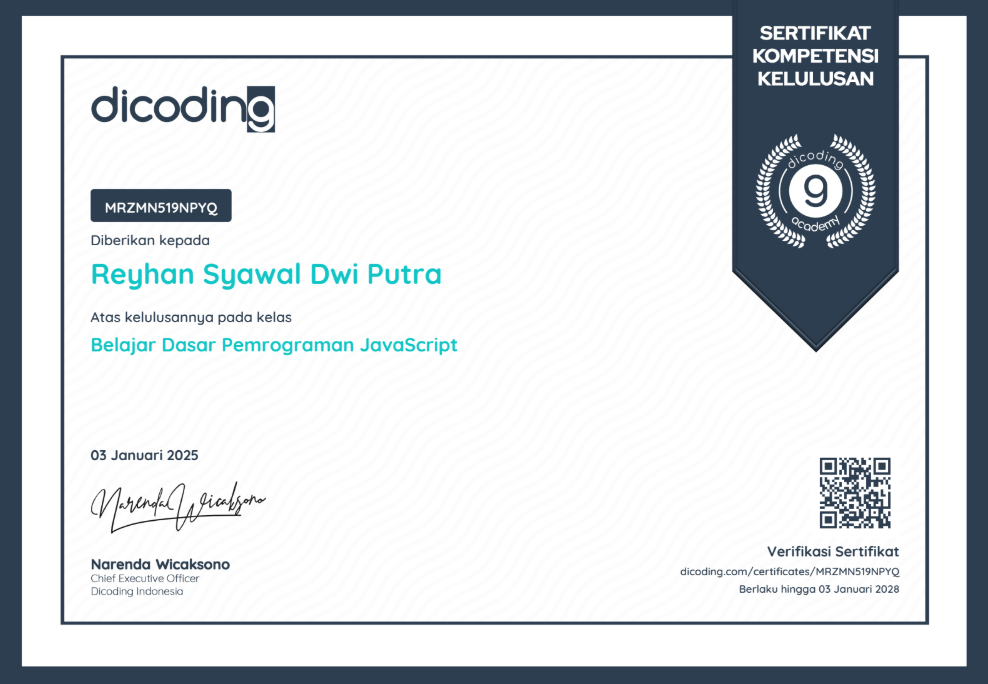 SERTIFIKAT
KOMPETENSI
KELULUSAN
dicoding
dicoding
9
academy
MRZMN519NPYQ
Diberikan kepada
Reyhan Syawal Dwi Putra
Atas kelulusannya pada kelas
Belajar Dasar Pemrograman JavaScript
03 Januari 2025
Narenda Wicaksono
Narenda Wicaksono
Chief Executive Officer
Dicoding Indonesia
Verifikasi Sertifikat
dicoding.com/certificates/MRZMN519NPYQ
Berlaku hingga 03 Januari 2028